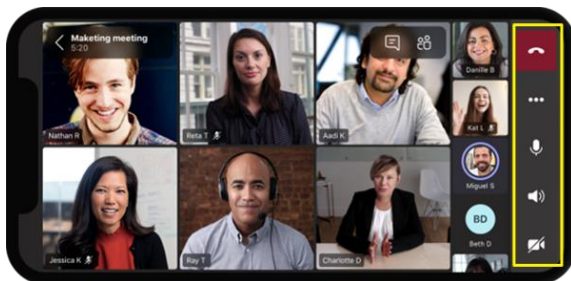 Maketing meeting
5:20
Nathan R
Reta T
Aadi K
Danille B
Kat L
Miguel S
BD
Beth D
Jessica K
Ray T
Charlotte D